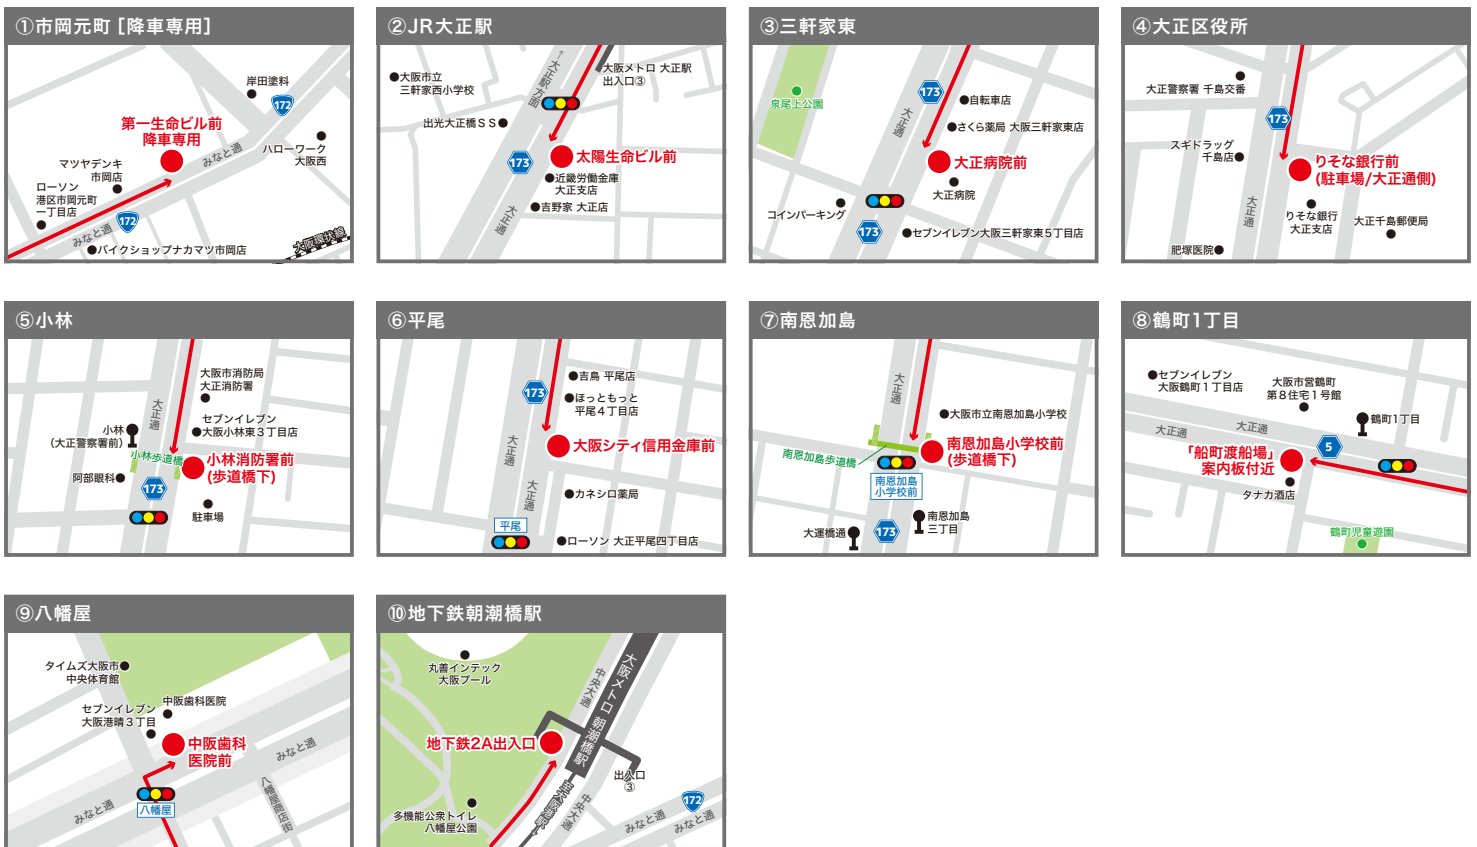 ①市岡元町 [降車専用]
岸田塗料
172
第一生命ビル前
降車専用
みなと通
ハローワーク
大阪西
マツヤデンキ
市岡店
ローソン
港区市岡元町
一丁目店
172
みなと通
バイクショップナカマツ市岡店
大阪環状線
②JR大正駅
←大正駅方面
大阪メトロ 大正駅
出入口③
大阪市立
三軒家西小学校
出光大正橋ＳＳ
173
太陽生命ビル前
近畿労働金庫
大正支店
吉野家 大正店
大正通
③三軒家東
173
泉尾上公園
大正通
自転車店
さくら薬局 大阪三軒家東店
大正病院前
大正病院
コインパーキング
173
セブンイレブン大阪三軒家東５丁目店
④大正区役所
大正警察署 千島交番
173
スギドラッグ
千島店
りそな銀行前
(駐車場/大正通側)
大正通
りそな銀行
大正支店
大正千島郵便局
肥塚医院
⑤小林
大阪市消防局
大正消防署
大正通
セブンイレブン
大阪小林東３丁目店
小林
（大正警察署前）
小林歩道橋
小林消防署前
(歩道橋下)
阿部眼科
173
駐車場
⑥平尾
吉鳥 平尾店
173
ほっともっと
平尾４丁目店
大正通
大阪シティ信用金庫前
大正通
カネシロ薬局
平尾
ローソン 大正平尾四丁目店
⑦南恩加島
大正通
大阪市立南恩加島小学校
南恩加島歩道橋
南恩加島小学校前
(歩道橋下)
南恩加島
小学校前
南恩加島
三丁目
大運橋通
173
⑧鶴町1丁目
セブンイレブン
大阪鶴町１丁目店
大阪市営鶴町
第８住宅１号館
鶴町1丁目
大正通
大正通
5
「船町渡船場」
案内板付近
タナカ酒店
鶴町児童遊園
⑨八幡屋
タイムズ大阪市
中央体育館
中阪歯科医院
セブンイレブン
大阪港晴３丁目
中阪歯科
医院前
みなと通
八幡屋商店街
みなと通
八幡屋
⑩地下鉄朝潮橋駅
丸善インテック
大阪プール
中央大通
大阪メトロ 朝潮橋駅
地下鉄2A出入口
出入口
③
至大阪港駅
中央大通
172
多機能公衆トイレ
八幡屋公園
みなと通
みなと通